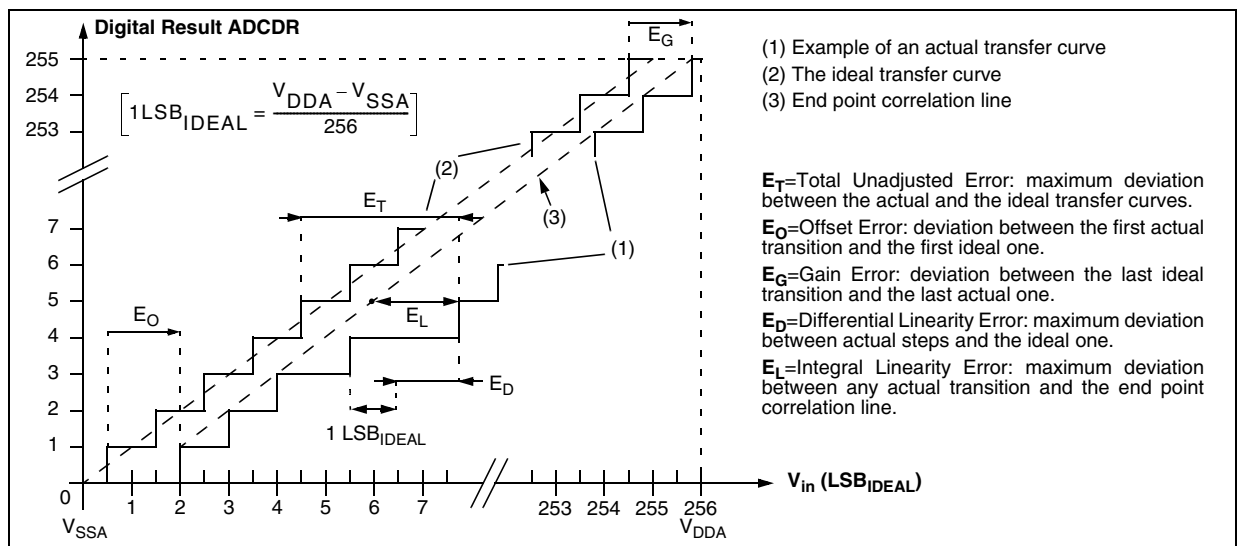 Digital Result ADCDR
E_G
255
254
253
[1LSB_IDEAL = (V_DDA − V_SSA) / 256]
(1) Example of an actual transfer curve
(2) The ideal transfer curve
(3) End point correlation line
(2)
E_T
(3)
(1)
7
6
5
4
3
2
1
0
E_O
E_L
E_D
1 LSB_IDEAL
E_T=Total Unadjusted Error: maximum deviation
between the actual and the ideal transfer curves.
E_O=Offset Error: deviation between the first actual
transition and the first ideal one.
E_G=Gain Error: deviation between the last ideal
transition and the last actual one.
E_D=Differential Linearity Error: maximum deviation
between actual steps and the ideal one.
E_L=Integral Linearity Error: maximum deviation
between any actual transition and the end point
correlation line.
V_in (LSB_IDEAL)
1 2 3 4 5 6 7 253 254 255 256
V_SSA V_DDA